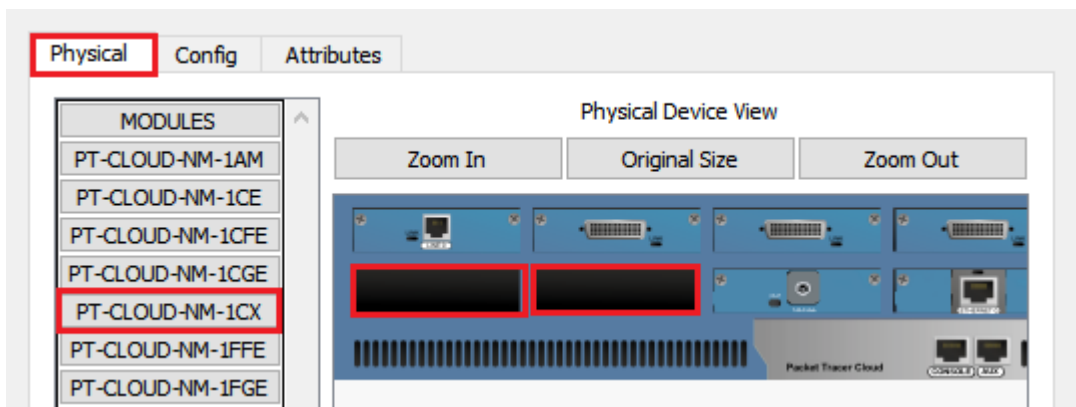 Physical Config Attributes
MODULES
PT-CLOUD-NM-1AM
PT-CLOUD-NM-1CE
PT-CLOUD-NM-1CFE
PT-CLOUD-NM-1CGE
PT-CLOUD-NM-1CX
PT-CLOUD-NM-1FFE
PT-CLOUD-NM-1FGE
Physical Device View
Zoom In Original Size Zoom Out
Packet Tracer Cloud
CONSOLE AUX